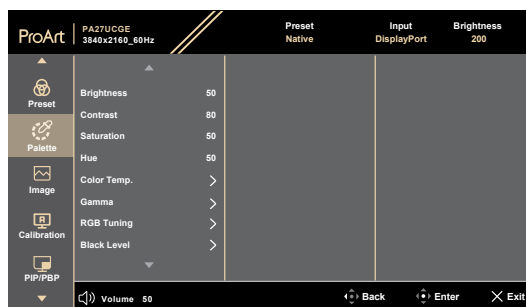 ProArt
PA27UCGE
3840x2160_60Hz
Preset
Native
Input
DisplayPort
Brightness
200
Preset
Palette
Image
Calibration
PIP/PBP
Brightness 50
Contrast 80
Saturation 50
Hue 50
Color Temp.
Gamma
RGB Tuning
Black Level
Volume 50
Back
Enter
Exit